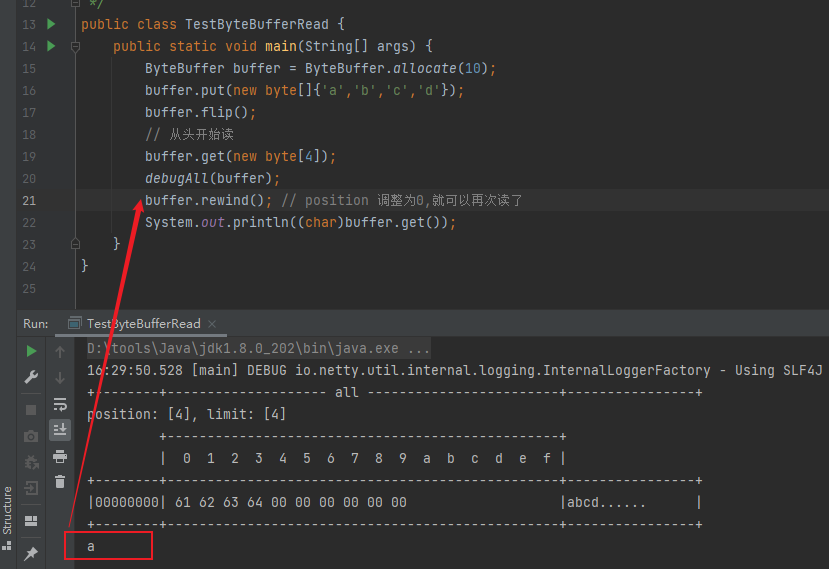 12 */
13 public class TestByteBufferRead {
14 public static void main(String[] args) {
15 ByteBuffer buffer = ByteBuffer.allocate(10);
16 buffer.put(new byte[]{'a','b','c','d'});
17 buffer.flip();
18 // 从头开始读
19 buffer.get(new byte[4]);
20 debugAll(buffer);
21 buffer.rewind(); // position 调整为0,就可以再次读了
22 System.out.println((char)buffer.get());
23 }
24 }
25
Run: TestByteBufferRead ×
D:\tools\Java\jdk1.8.0_202\bin\java.exe ...
16:29:50.528 [main] DEBUG io.netty.util.internal.logging.InternalLoggerFactory - Using SLF4J
+--------+-------------------- all ------------------------+----------------+
position: [4], limit: [4]
+-------------------------------------------------+
| 0 1 2 3 4 5 6 7 8 9 a b c d e f |
+--------+-------------------------------------------------+----------------+
|00000000| 61 62 63 64 00 00 00 00 00 00 |abcd...... |
+--------+-------------------------------------------------+----------------+
a
Structure